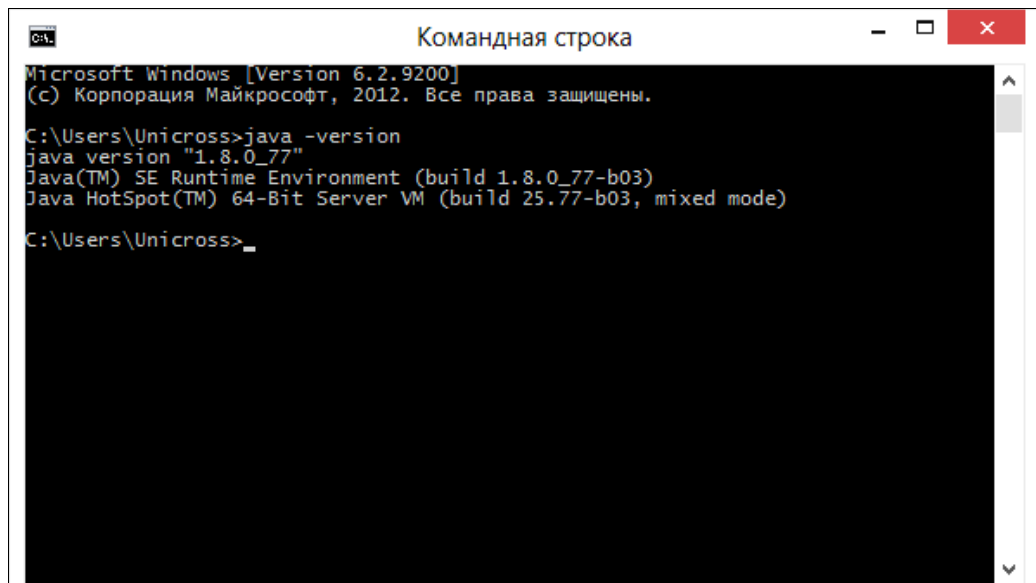 C:\.
Командная строка
Microsoft Windows [Version 6.2.9200]
(c) Корпорация Майкрософт, 2012. Все права защищены.
C:\Users\Unicross>java -version
java version "1.8.0_77"
Java(TM) SE Runtime Environment (build 1.8.0_77-b03)
Java HotSpot(TM) 64-Bit Server VM (build 25.77-b03, mixed mode)
C:\Users\Unicross>_